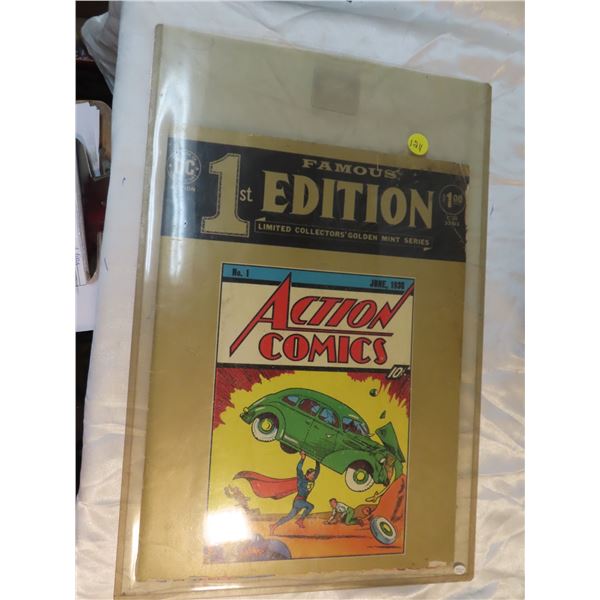 FAMOUS
DC
1st EDITION
$1.00
LIMITED COLLECTORS' GOLDEN MINT SERIES
No. 1
JUNE, 1938
ACTION
COMICS
10¢